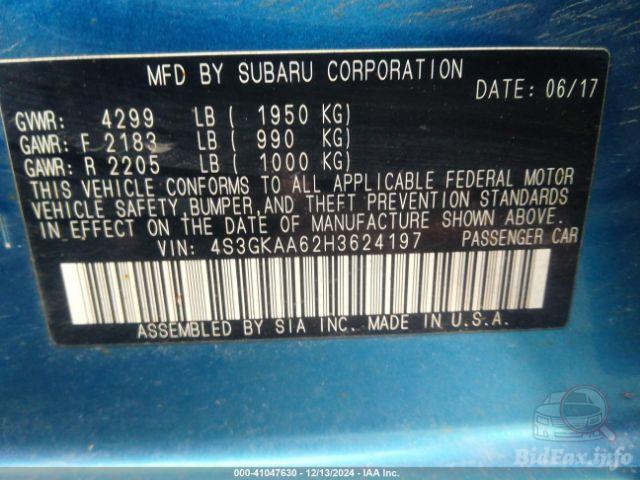 MFD BY SUBARU CORPORATION
DATE: 06/17
GVWR: 4299 LB ( 1950 KG)
GAWR: F 2183 LB ( 990 KG)
GAWR: R 2205 LB ( 1000 KG)
THIS VEHICLE CONFORMS TO ALL APPLICABLE FEDERAL MOTOR
VEHICLE SAFETY, BUMPER, AND THEFT PREVENTION STANDARDS
IN EFFECT ON THE DATE OF MANUFACTURE SHOWN ABOVE.
VIN: 4S3GKAA62H3624197 PASSENGER CAR
ASSEMBLED BY SIA INC. MADE IN U.S.A.
BidFax.info
000-41047630 - 12/13/2024 - IAA Inc.